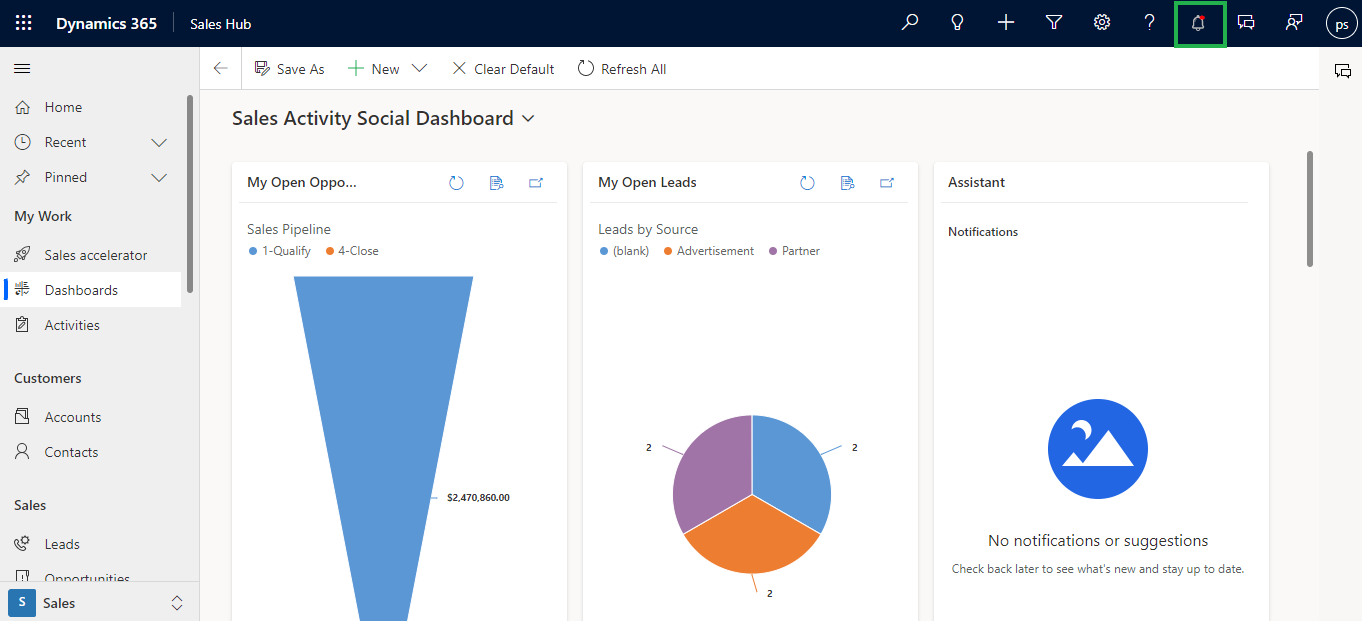 Dynamics 365
Sales Hub
ps
Save As
New
Clear Default
Refresh All
Home
Recent
Pinned
My Work
Sales accelerator
Dashboards
Activities
Customers
Accounts
Contacts
Sales
Leads
Opportunities
S
Sales
Sales Activity Social Dashboard
My Open Oppo...
Sales Pipeline
1-Qualify 4-Close
$2,470,860.00
My Open Leads
Leads by Source
(blank) Advertisement Partner
2
2
2
Assistant
Notifications
No notifications or suggestions
Check back later to see what's new and stay up to date.